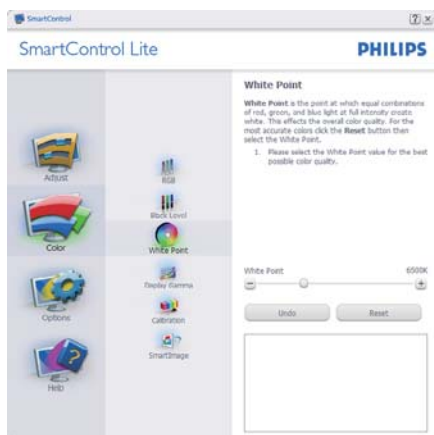 SmartControl
SmartControl Lite
PHILIPS
Adjust
Color
Options
Help
RGB
Black Level
White Point
Display Gamma
Calibration
SmartImage
White Point
White Point is the point at which equal combinations
of red, green, and blue light at full intensity create
white. This effects the overall color quality. For the
most accurate colors click the Reset button then
select the White Point.
1. Please select the White Point value for the best
possible color quality.
White Point 6500K
Undo Reset